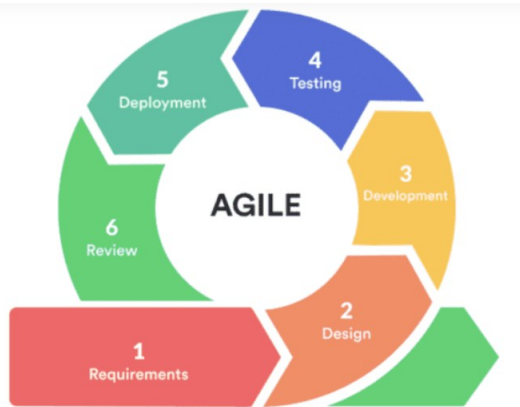 AGILE
1
Requirements
2
Design
3
Development
4
Testing
5
Deployment
6
Review